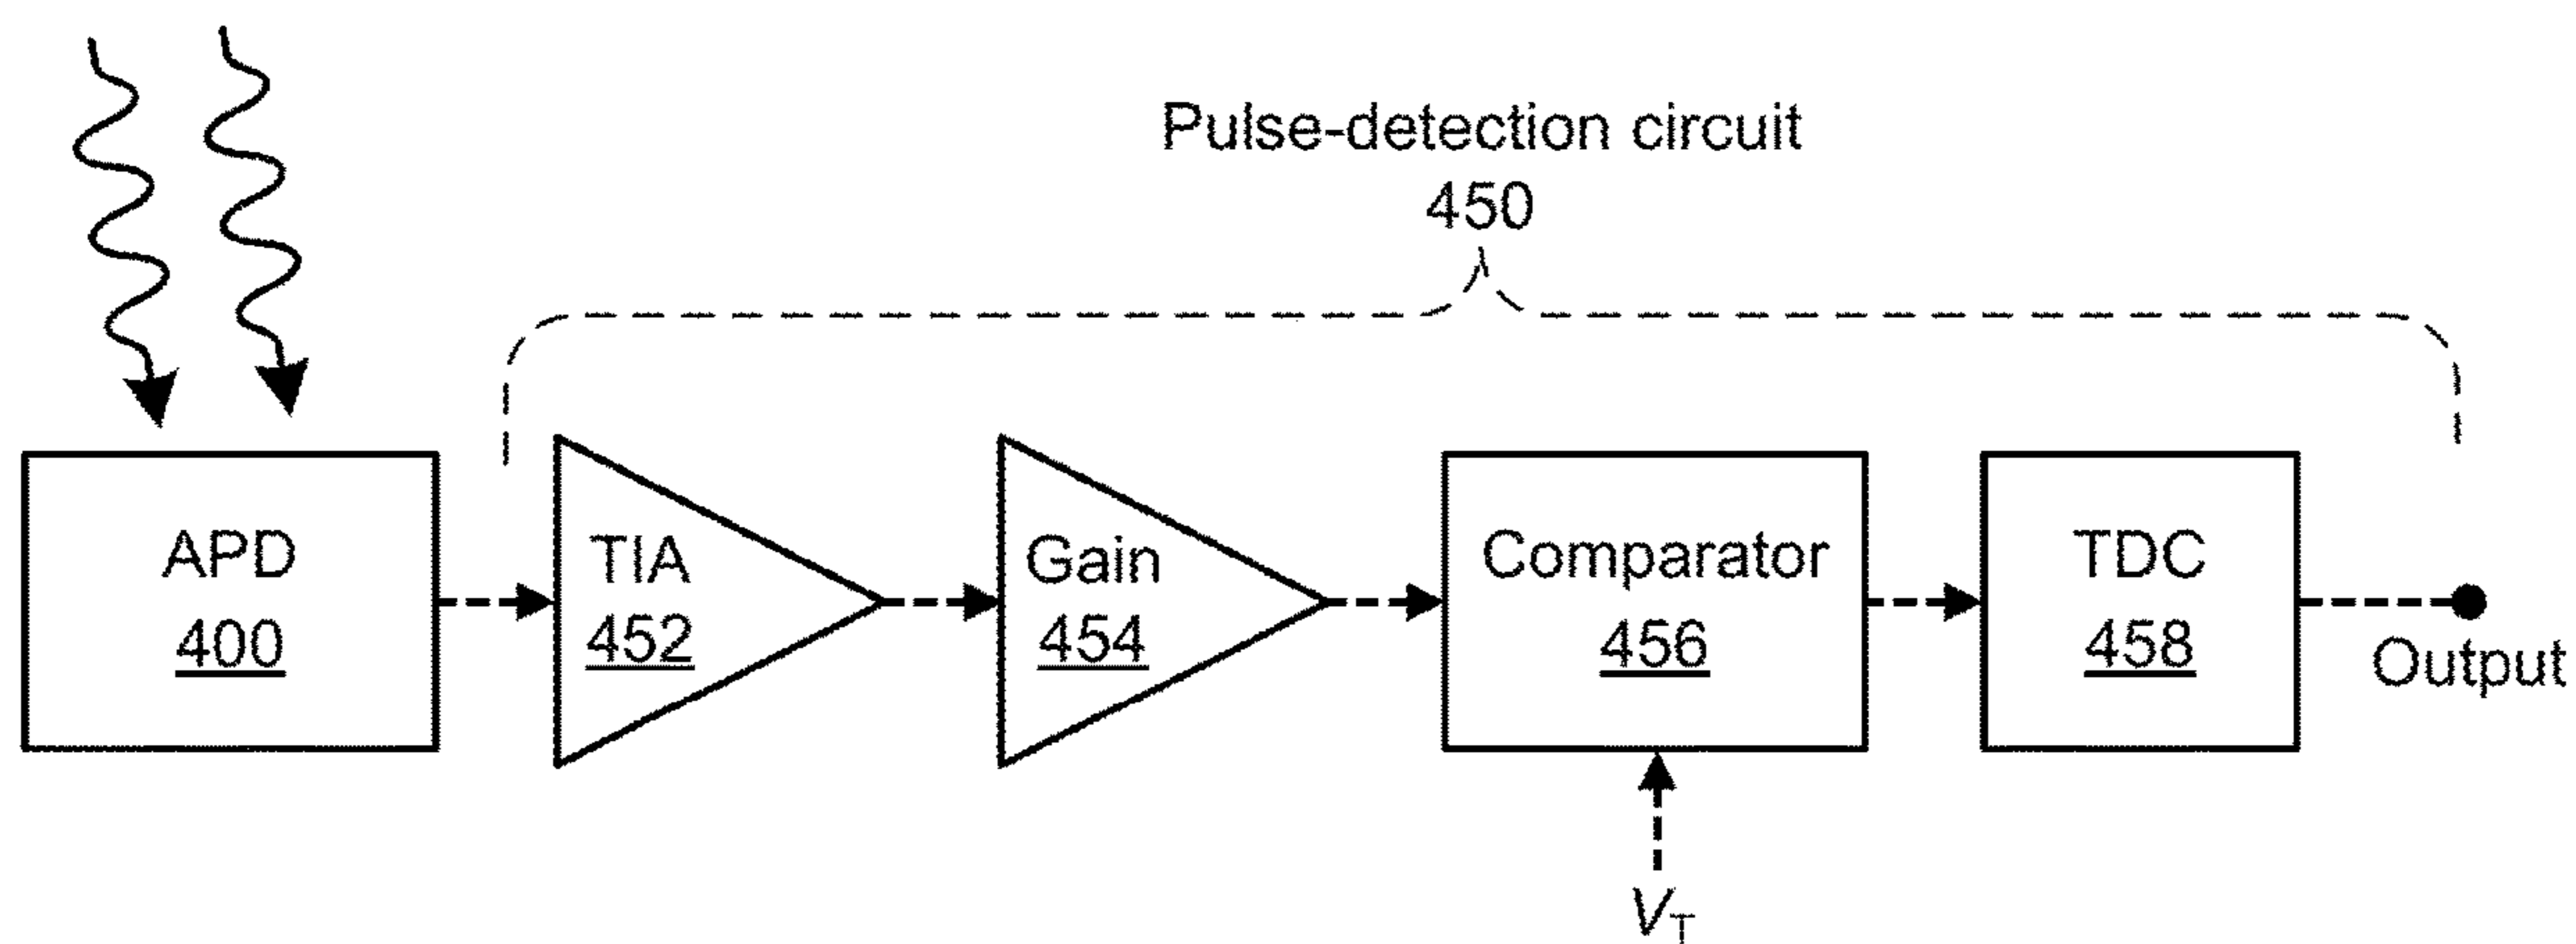 Pulse-detection circuit
450
APD
400
TIA
452
Gain
454
Comparator
456
TDC
458
Output
VT